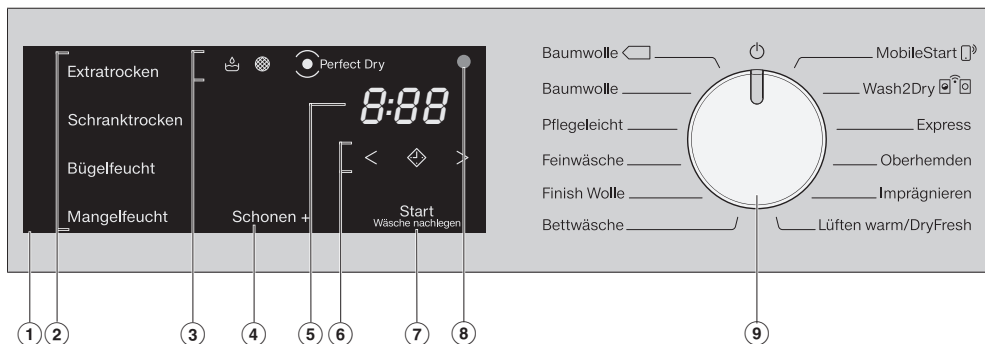 Extratrocken
Schranktrocken
Bügelfeucht
Mangelfeucht
Perfect Dry
8:88
<
>
Schonen +
Start
Wäsche nachlegen
Baumwolle
Baumwolle
Pflegeleicht
Feinwäsche
Finish Wolle
Bettwäsche
MobileStart
Wash2Dry
Express
Oberhemden
Imprägnieren
Lüften warm/DryFresh
1
2
3
4
5
6
7
8
9